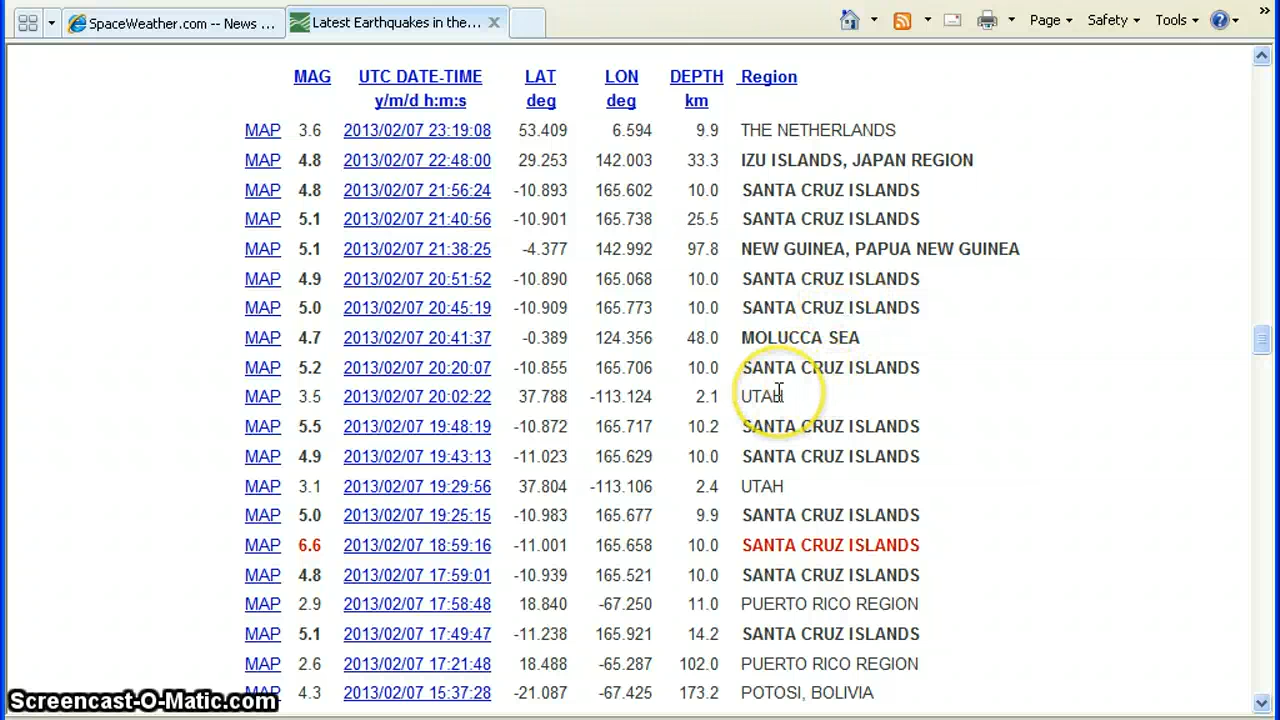 SpaceWeather.com -- News ...
Latest Earthquakes in the...
Page
Safety
Tools
MAG UTC DATE-TIME LAT LON DEPTH Region
y/m/d h:m:s deg deg km
MAP 3.6 2013/02/07 23:19:08 53.409 6.594 9.9 THE NETHERLANDS
MAP 4.8 2013/02/07 22:48:00 29.253 142.003 33.3 IZU ISLANDS, JAPAN REGION
MAP 4.8 2013/02/07 21:56:24 -10.893 165.602 10.0 SANTA CRUZ ISLANDS
MAP 5.1 2013/02/07 21:40:56 -10.901 165.738 25.5 SANTA CRUZ ISLANDS
MAP 5.1 2013/02/07 21:38:25 -4.377 142.992 97.8 NEW GUINEA, PAPUA NEW GUINEA
MAP 4.9 2013/02/07 20:51:52 -10.890 165.068 10.0 SANTA CRUZ ISLANDS
MAP 5.0 2013/02/07 20:45:19 -10.909 165.773 10.0 SANTA CRUZ ISLANDS
MAP 4.7 2013/02/07 20:41:37 -0.389 124.356 48.0 MOLUCCA SEA
MAP 5.2 2013/02/07 20:20:07 -10.855 165.706 10.0 SANTA CRUZ ISLANDS
MAP 3.5 2013/02/07 20:02:22 37.788 -113.124 2.1 UTAH
MAP 5.5 2013/02/07 19:48:19 -10.872 165.717 10.2 SANTA CRUZ ISLANDS
MAP 4.9 2013/02/07 19:43:13 -11.023 165.629 10.0 SANTA CRUZ ISLANDS
MAP 3.1 2013/02/07 19:29:56 37.804 -113.106 2.4 UTAH
MAP 5.0 2013/02/07 19:25:15 -10.983 165.677 9.9 SANTA CRUZ ISLANDS
MAP 6.6 2013/02/07 18:59:16 -11.001 165.658 10.0 SANTA CRUZ ISLANDS
MAP 4.8 2013/02/07 17:59:01 -10.939 165.521 10.0 SANTA CRUZ ISLANDS
MAP 2.9 2013/02/07 17:58:48 18.840 -67.250 11.0 PUERTO RICO REGION
MAP 5.1 2013/02/07 17:49:47 -11.238 165.921 14.2 SANTA CRUZ ISLANDS
MAP 2.6 2013/02/07 17:21:48 18.488 -65.287 102.0 PUERTO RICO REGION
MAP 4.3 2013/02/07 15:37:28 -21.087 -67.425 173.2 POTOSI, BOLIVIA
Screencast-O-Matic.com